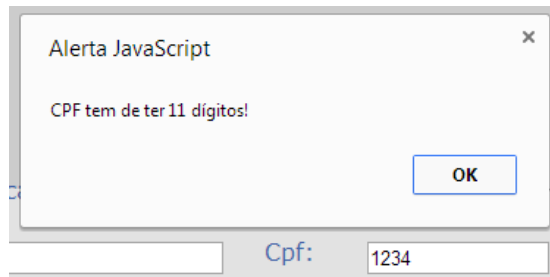 Alerta JavaScript
×
CPF tem de ter 11 dígitos!
OK
Cpf: 1234